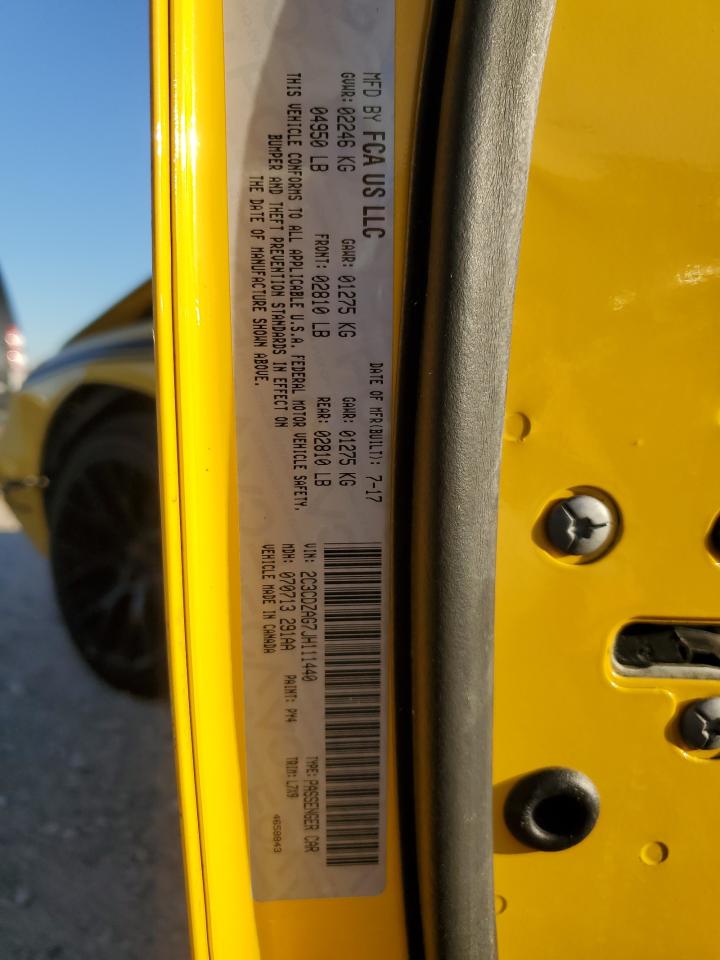 MFD BY FCA US LLC
DATE OF MFR(BUILT): 7-17
GVWR: 02246 KG
GAWR: 01275 KG
GAWR: 01275 KG
04950 LB
FRONT: 02810 LB
REAR: 02810 LB
THIS VEHICLE CONFORMS TO ALL APPLICABLE U.S.A. FEDERAL MOTOR VEHICLE SAFETY,
BUMPER AND THEFT PREVENTION STANDARDS IN EFFECT ON
THE DATE OF MANUFACTURE SHOWN ABOVE.
VIN: 2C3CDZAG7JH111440
TYPE: PASSENGER CAR
MDH: 070713 291AA
PAINT: PY4
TRIM: L7X9
VEHICLE MADE IN CANADA
4658843